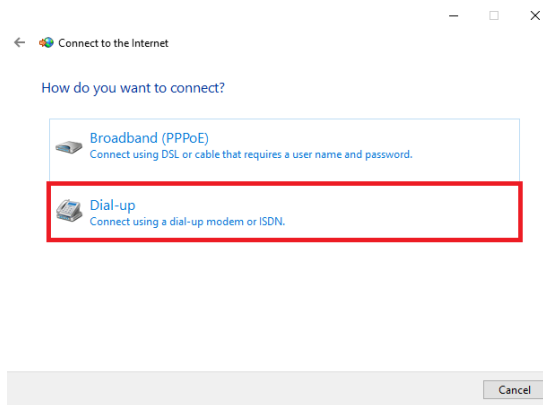 Connect to the Internet
How do you want to connect?
Broadband (PPPoE)
Connect using DSL or cable that requires a user name and password.
Dial-up
Connect using a dial-up modem or ISDN.
Cancel